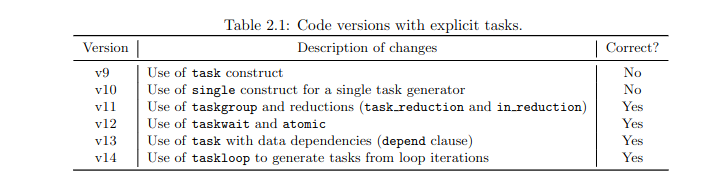 Table 2.1: Code versions with explicit tasks.
Version Description of changes Correct?
v9 Use of task construct No
v10 Use of single construct for a single task generator No
v11 Use of taskgroup and reductions (task_reduction and in_reduction) Yes
v12 Use of taskwait and atomic Yes
v13 Use of task with data dependencies (depend clause) Yes
v14 Use of taskloop to generate tasks from loop iterations Yes